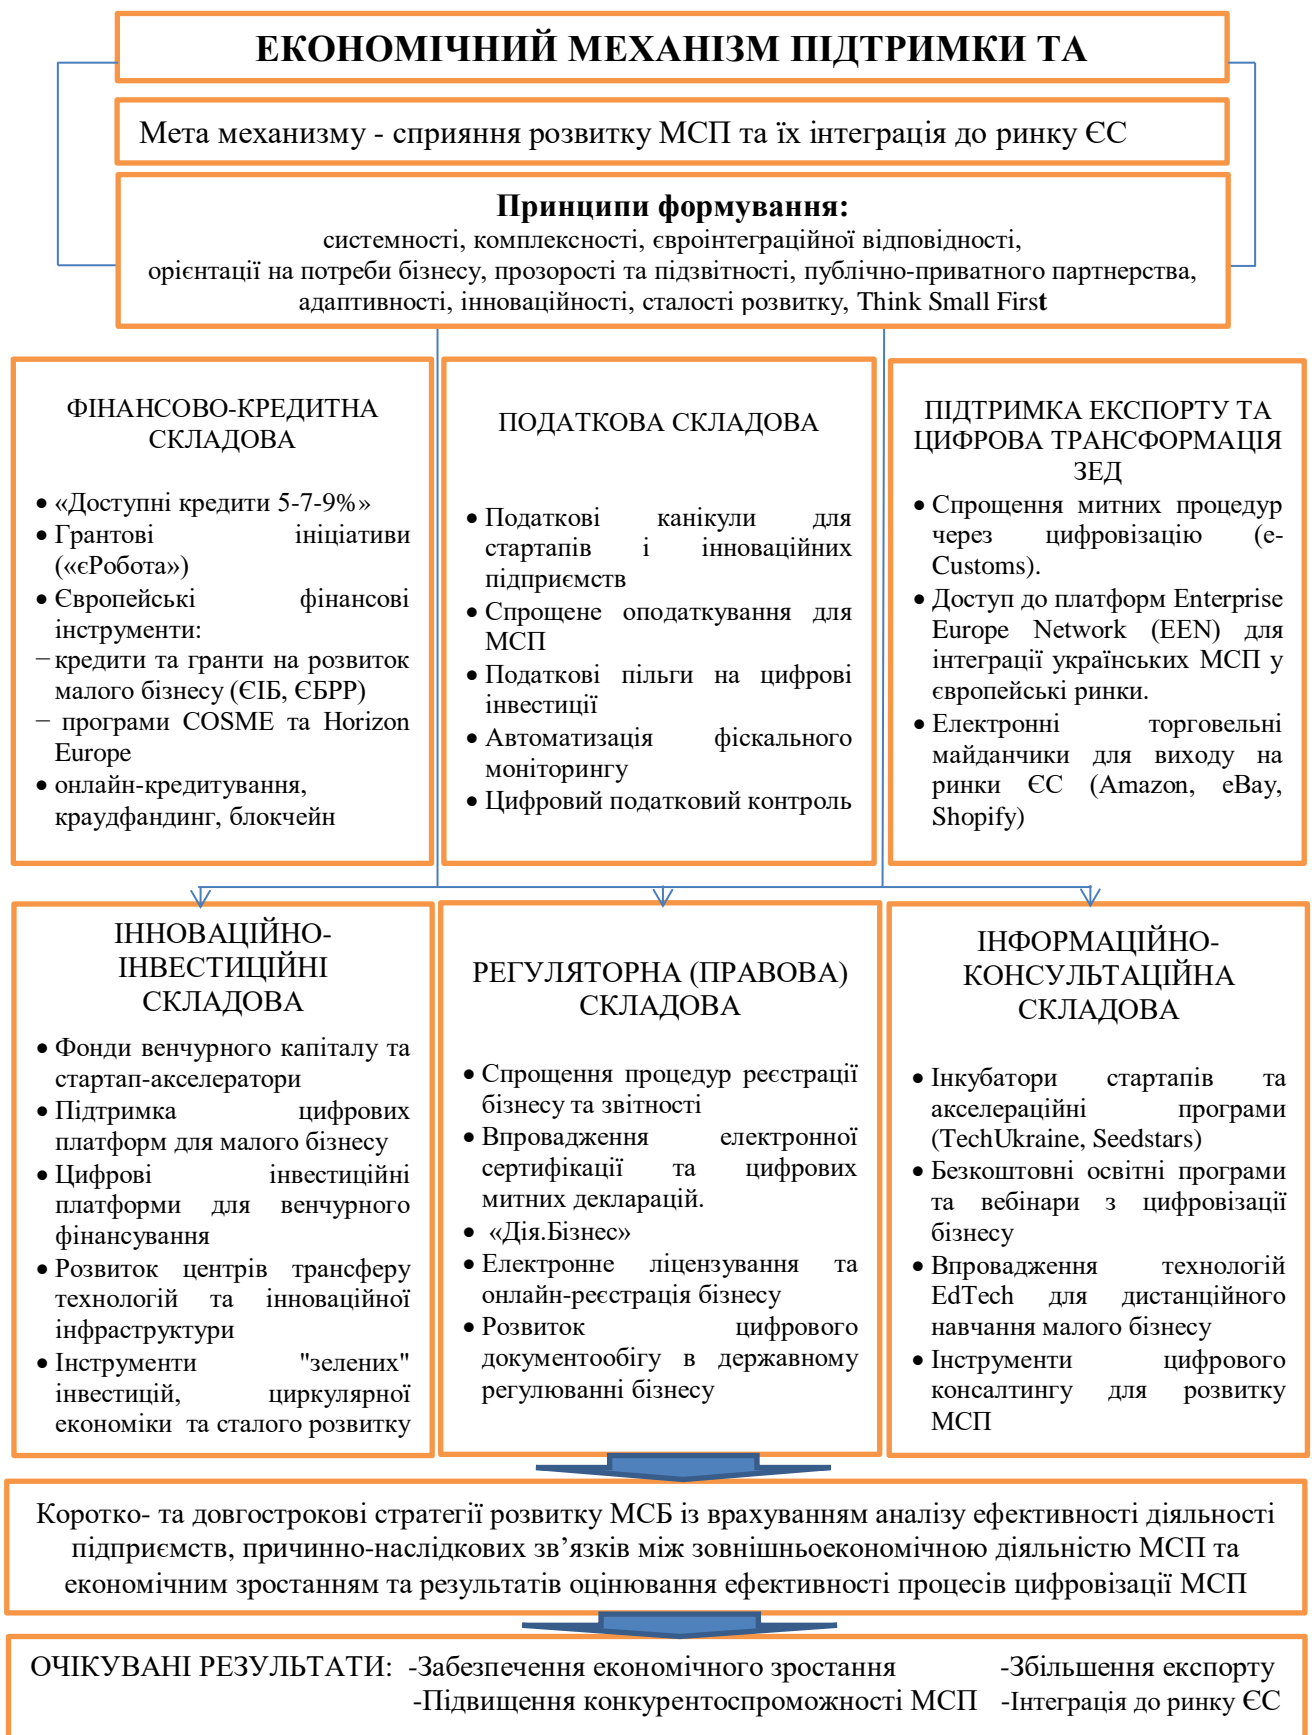 ЕКОНОМІЧНИЙ МЕХАНІЗМ ПІДТРИМКИ ТА
Мета механізму - сприяння розвитку МСП та їх інтеграція до ринку ЄС
Принципи формування:
системності, комплексності, євроінтеграційної відповідності,
орієнтації на потреби бізнесу, прозорості та підзвітності, публічно-приватного партнерства,
адаптивності, інноваційності, сталості розвитку, Think Small First
ФІНАНСОВО-КРЕДИТНА
СКЛАДОВА
• «Доступні кредити 5-7-9%»
• Грантові ініціативи
(«єРобота»)
• Європейські фінансові
інструменти:
− кредити та гранти на розвиток
малого бізнесу (ЄІБ, ЄБРР)
− програми COSME та Horizon
Europe
• онлайн-кредитування,
краудфандинг, блокчейн
ПОДАТКОВА СКЛАДОВА
• Податкові канікули для
стартапів і інноваційних
підприємств
• Спрощене оподаткування для
МСП
• Податкові пільги на цифрові
інвестиції
• Автоматизація фіскального
моніторингу
• Цифровий податковий контроль
ПІДТРИМКА ЕКСПОРТУ ТА
ЦИФРОВА ТРАНСФОРМАЦІЯ
ЗЕД
• Спрощення митних процедур
через цифровізацію (e-
Customs).
• Доступ до платформ Enterprise
Europe Network (EEN) для
інтеграції українських МСП у
європейські ринки.
• Електронні торговельні
майданчики для виходу на
ринки ЄС (Amazon, eBay,
Shopify)
ІННОВАЦІЙНО-
ІНВЕСТИЦІЙНІ
СКЛАДОВА
• Фонди венчурного капіталу та
стартап-акселератори
• Підтримка цифрових
платформ для малого бізнесу
• Цифрові інвестиційні
платформи для венчурного
фінансування
• Розвиток центрів трансферу
технологій та інноваційної
інфраструктури
• Інструменти "зелених"
інвестицій, циркулярної
економіки та сталого розвитку
РЕГУЛЯТОРНА (ПРАВОВА)
СКЛАДОВА
• Спрощення процедур реєстрації
бізнесу та звітності
• Впровадження електронної
сертифікації та цифрових
митних декларацій.
• «Дія.Бізнес»
• Електронне ліцензування та
онлайн-реєстрація бізнесу
• Розвиток цифрового
документообігу в державному
регулюванні бізнесу
ІНФОРМАЦІЙНО-
КОНСУЛЬТАЦІЙНА
СКЛАДОВА
• Інкубатори стартапів та
акселераційні програми
(TechUkraine, Seedstars)
• Безкоштовні освітні програми
та вебінари з цифровізації
бізнесу
• Впровадження технологій
EdTech для дистанційного
навчання малого бізнесу
• Інструменти цифрового
консалтингу для розвитку
МСП
Коротко- та довгострокові стратегії розвитку МСБ із врахуванням аналізу ефективності діяльності
підприємств, причинно-наслідкових зв’язків між зовнішньоекономічною діяльністю МСП та
економічним зростанням та результатів оцінювання ефективності процесів цифровізації МСП
ОЧІКУВАНІ РЕЗУЛЬТАТИ: -Забезпечення економічного зростання -Збільшення експорту
-Підвищення конкурентоспроможності МСП -Інтеграція до ринку ЄС